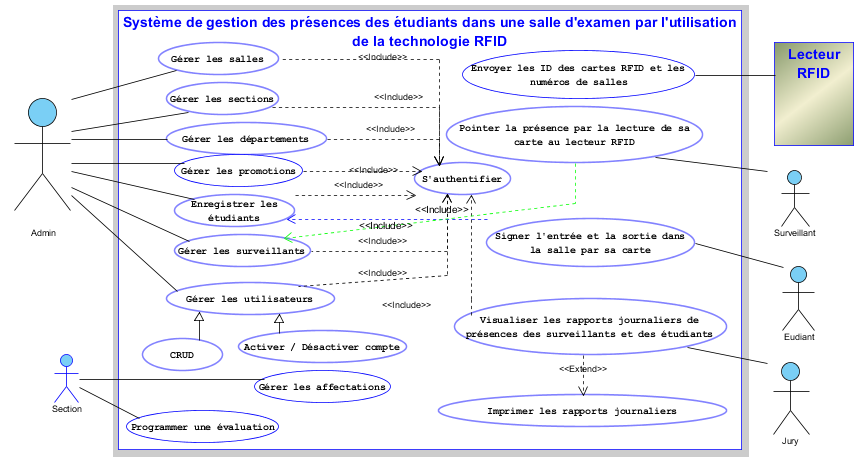 Système de gestion des présences des étudiants dans une salle d'examen par l'utilisation
de la technologie RFID
Lecteur
RFID
Gérer les salles
<<Include>>
Envoyer les ID des cartes RFID et les
numéros de salles
Gérer les sections
<<Include>>
Pointer la présence par la lecture de sa
carte au lecteur RFID
Gérer les départements
<<Include>>
Gérer les promotions
<<Include>>
S'authentifier
<<Include>>
Enregistrer les
étudiants
<<Include>>
<<Include>>
Admin
Surveillant
Signer l'entrée et la sortie dans
la salle par sa carte
Gérer les surveillants
<<Include>>
<<Include>>
Gérer les utilisateurs
<<Include>>
Visualiser les rapports journaliers de
présences des surveillants et des étudiants
Eudiant
CRUD
Activer / Désactiver compte
<<Extend>>
Gérer les affectations
Section
Imprimer les rapports journaliers
Programmer une évaluation
Jury